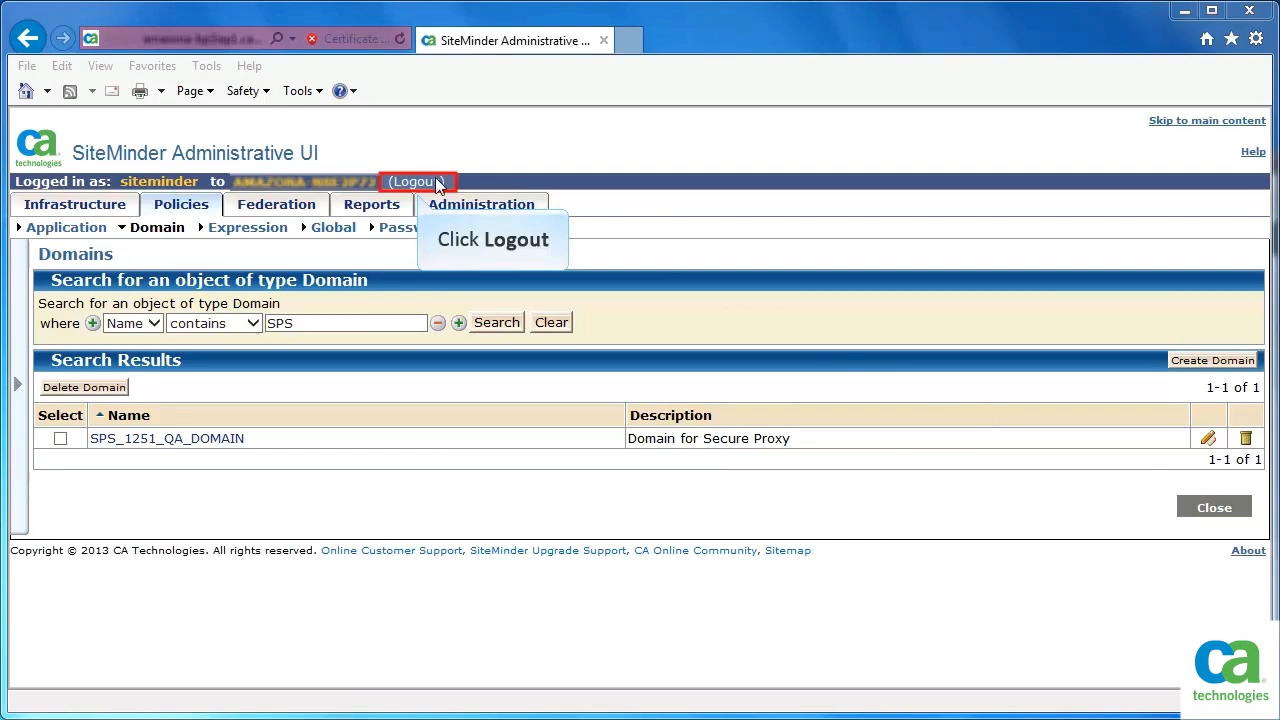 Certificate ...
SiteMinder Administrative ...
File Edit View Favorites Tools Help
Page Safety Tools
Skip to main content
ca
technologies
SiteMinder Administrative UI
Help
Logged in as: siteminder to (Logout)
Infrastructure Policies Federation Reports Administration
Application Domain Expression Global Passw
Click Logout
Domains
Search for an object of type Domain
Search for an object of type Domain
where Name contains SPS Search Clear
Search Results Create Domain
Delete Domain 1-1 of 1
Select Name Description
SPS_1251_QA_DOMAIN Domain for Secure Proxy
1-1 of 1
Close
Copyright © 2013 CA Technologies. All rights reserved. Online Customer Support, SiteMinder Upgrade Support, CA Online Community, Sitemap About
ca
technologies